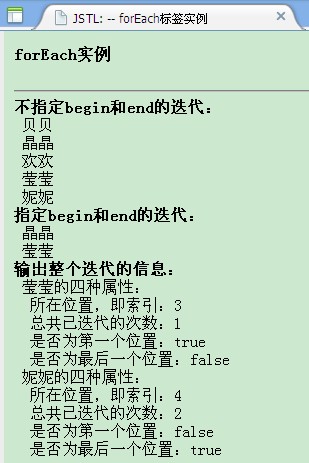 JSTL: -- forEach标签实例
forEach实例
不指定begin和end的迭代：
贝贝
晶晶
欢欢
莹莹
妮妮
指定begin和end的迭代：
晶晶
莹莹
输出整个迭代的信息：
莹莹的四种属性：
所在位置，即索引：3
总共已迭代的次数：1
是否为第一个位置：true
是否为最后一个位置：false
妮妮的四种属性：
所在位置，即索引：4
总共已迭代的次数：2
是否为第一个位置：false
是否为最后一个位置：true